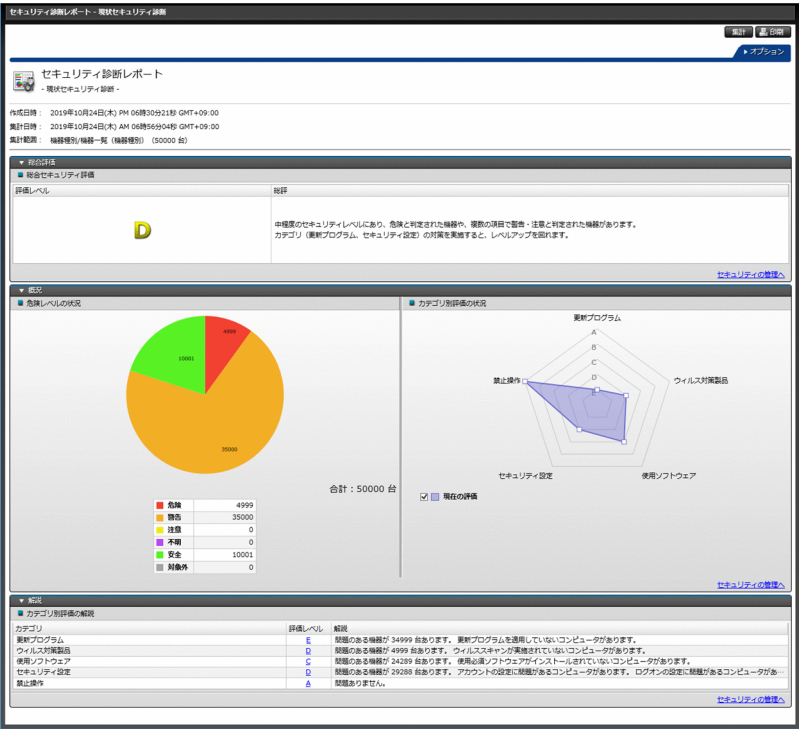 セキュリティ診断レポート - 現状セキュリティ診断
集計 印刷
オプション
セキュリティ診断レポート
- 現状セキュリティ診断 -
作成日時： 2019年10月24日(木) PM 06時30分21秒 GMT+09:00
集計日時： 2019年10月24日(木) AM 06時56分04秒 GMT+09:00
集計範囲： 機器種別/機器一覧（機器種別）（50000 台）
▼ 総合評価
総合セキュリティ評価
評価レベル 総評
D
中程度のセキュリティレベルにあり、危険と判定された機器や、複数の項目で警告・注意と判定された機器があります。
カテゴリ（更新プログラム、セキュリティ設定）の対策を実施すると、レベルアップを図れます。
セキュリティの管理へ
▼ 概況
危険レベルの状況
4999
10001
35000
合計：50000 台
危険 4999
警告 35000
注意 0
不明 0
安全 10001
対象外 0
カテゴリ別評価の状況
更新プログラム
A
B
C
D
E
禁止操作
ウィルス対策製品
セキュリティ設定
使用ソフトウェア
現在の評価
セキュリティの管理へ
▼ 解説
カテゴリ別評価の解説
カテゴリ 評価レベル 解説
更新プログラム E 問題のある機器が 34999 台あります。 更新プログラムを適用していないコンピュータがあります。
ウィルス対策製品 D 問題のある機器が 4999 台あります。 ウィルススキャンが実施されていないコンピュータがあります。
使用ソフトウェア C 問題のある機器が 24289 台あります。 使用必須ソフトウェアがインストールされていないコンピュータがあります。
セキュリティ設定 D 問題のある機器が 29288 台あります。 アカウントの設定に問題があるコンピュータがあります。 ログオンの設定に問題があるコンピュータがあ…
禁止操作 A 問題ありません。
セキュリティの管理へ